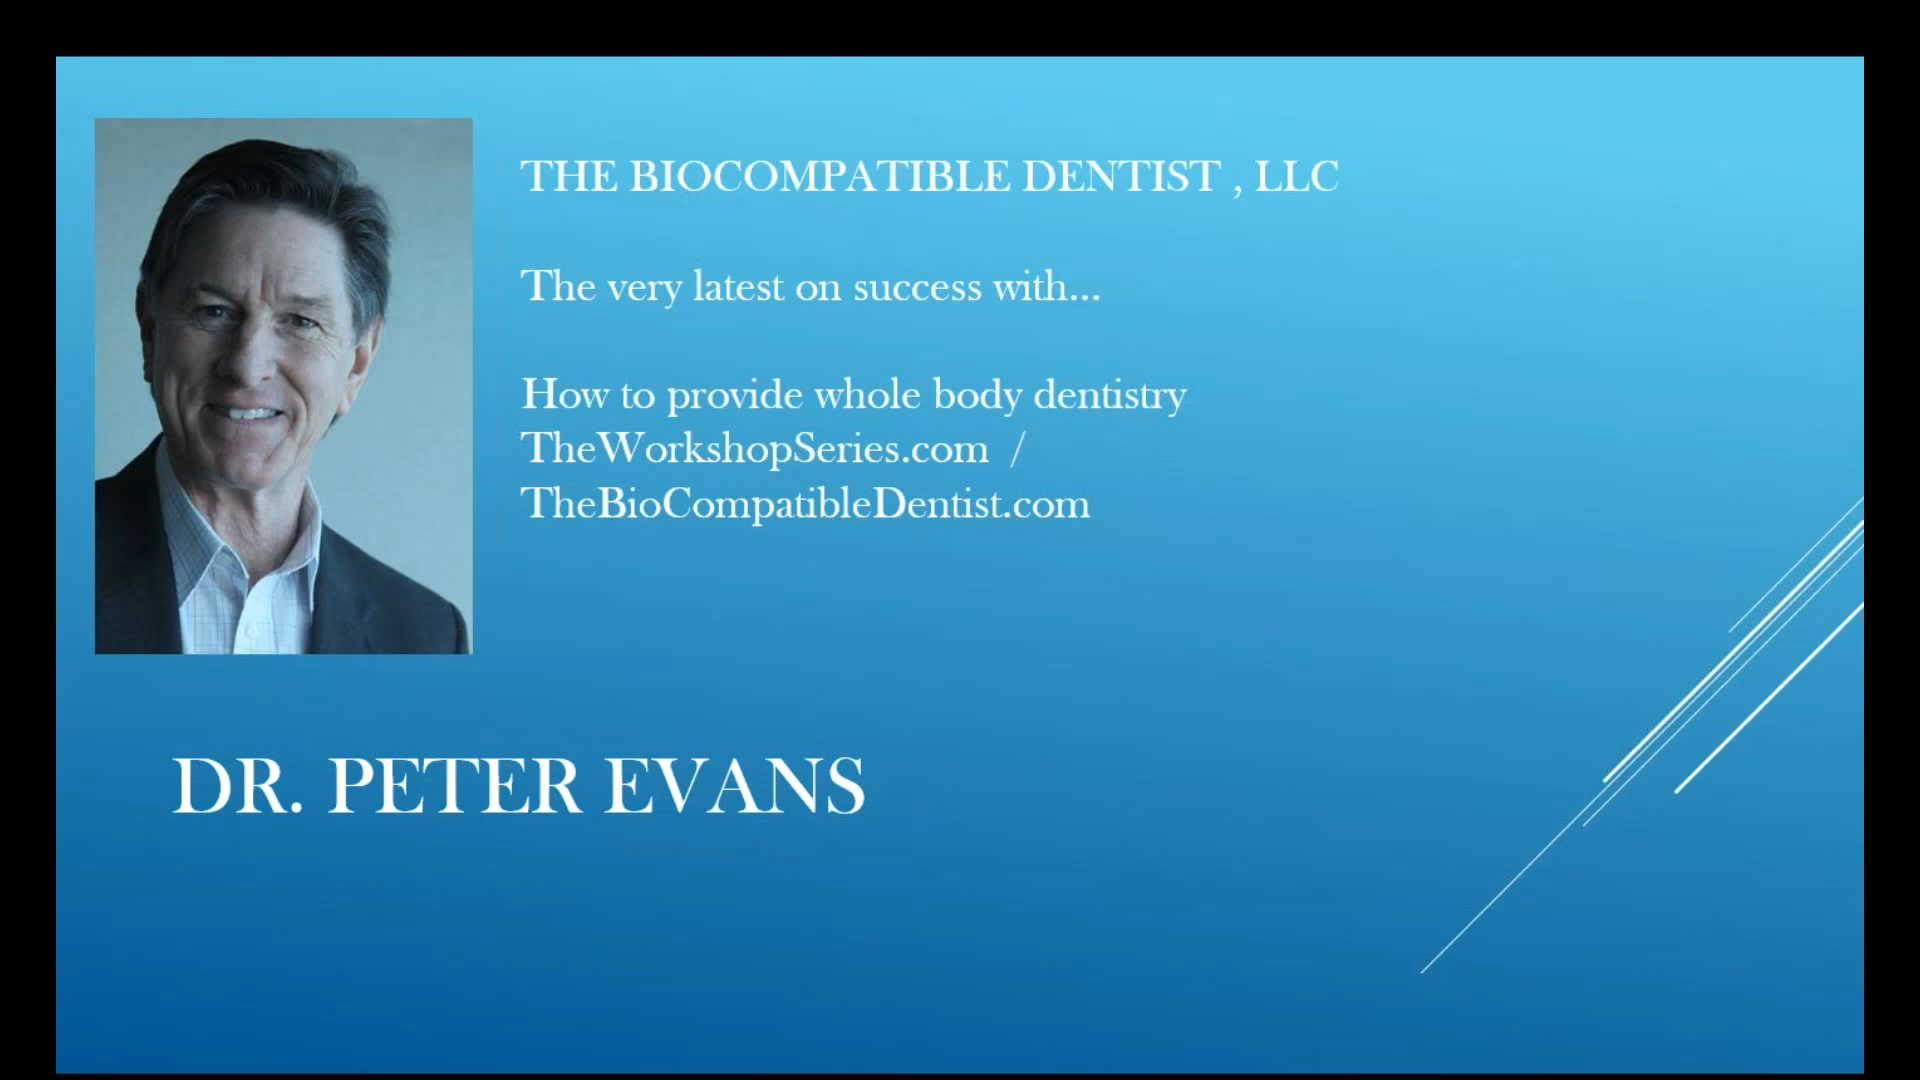 THE BIOCOMPATIBLE DENTIST , LLC
The very latest on success with...
How to provide whole body dentistry
TheWorkshopSeries.com /
TheBioCompatibleDentist.com
DR. PETER EVANS